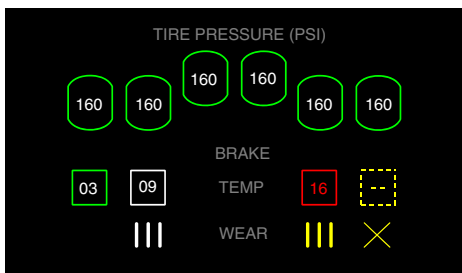 TIRE PRESSURE (PSI)
160 160 160 160 160 160
BRAKE
03 09 TEMP 16 --
WEAR